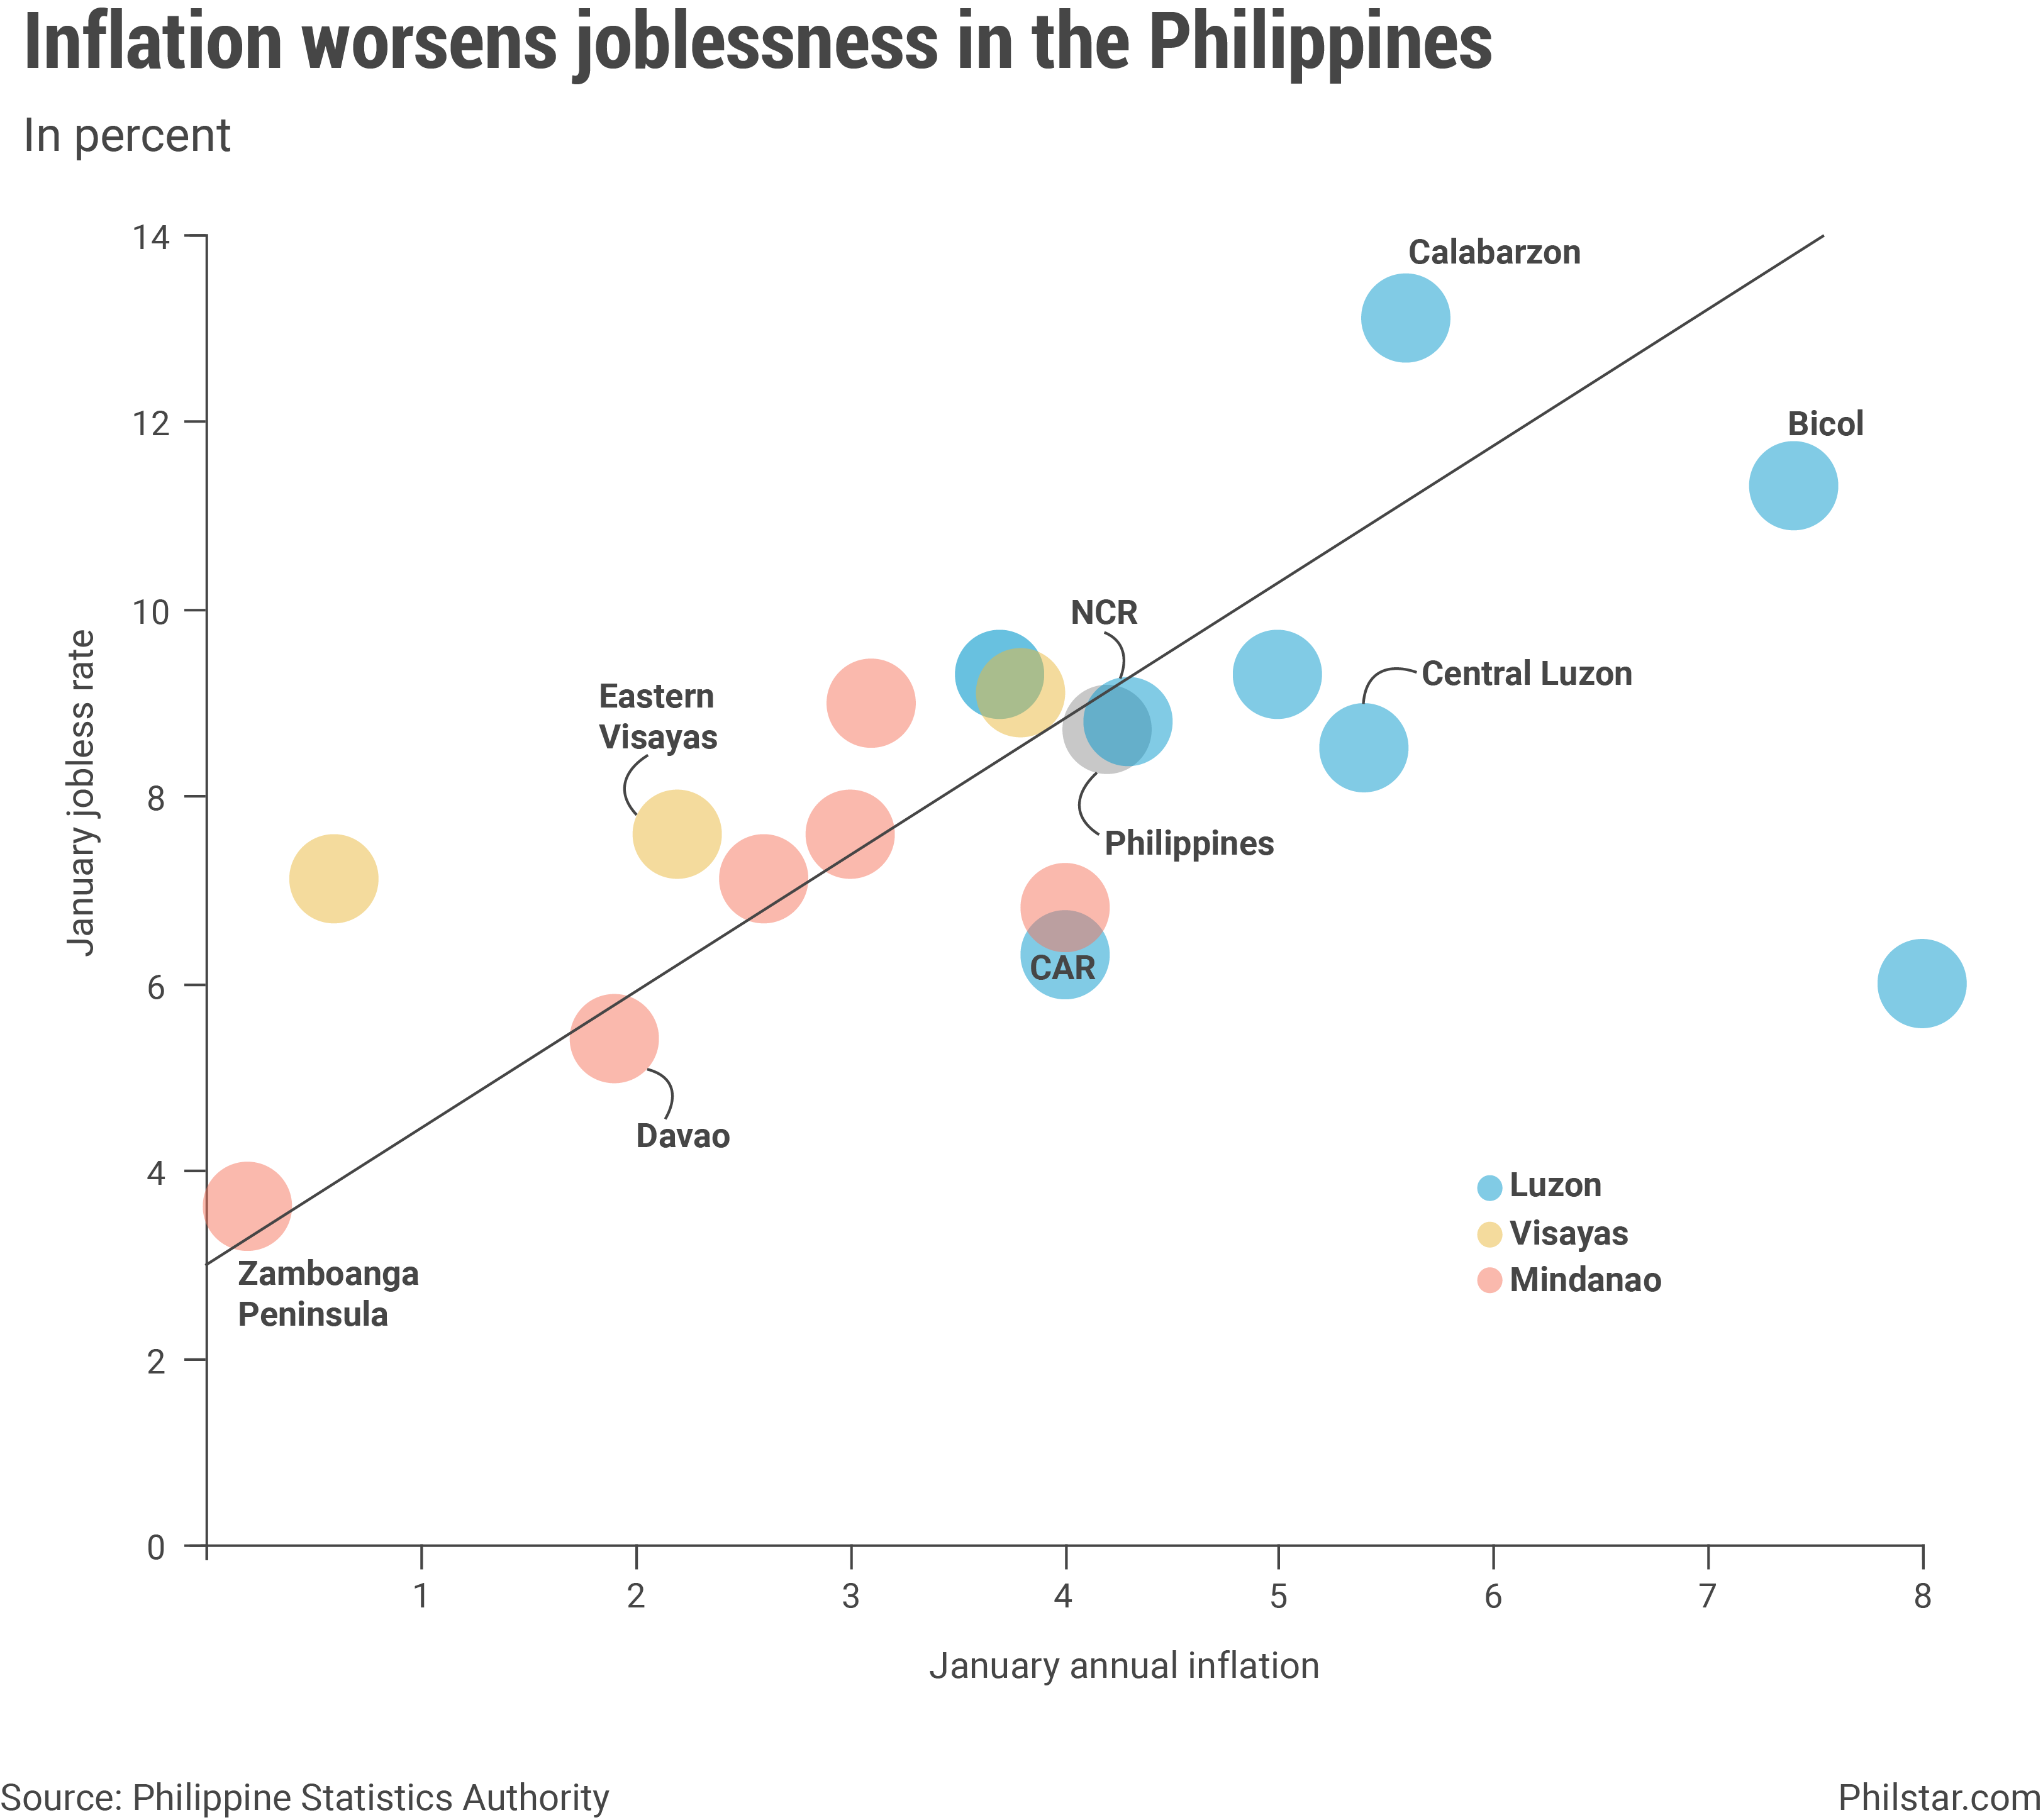 Inflation worsens joblessness in the Philippines
In percent
14
12
10
8
6
4
2
0
January jobless rate
Calabarzon
Bicol
NCR
Central Luzon
Eastern
Visayas
Philippines
CAR
Davao
Zamboanga
Peninsula
Luzon
Visayas
Mindanao
1 2 3 4 5 6 7 8
January annual inflation
Source: Philippine Statistics Authority
Philstar.com